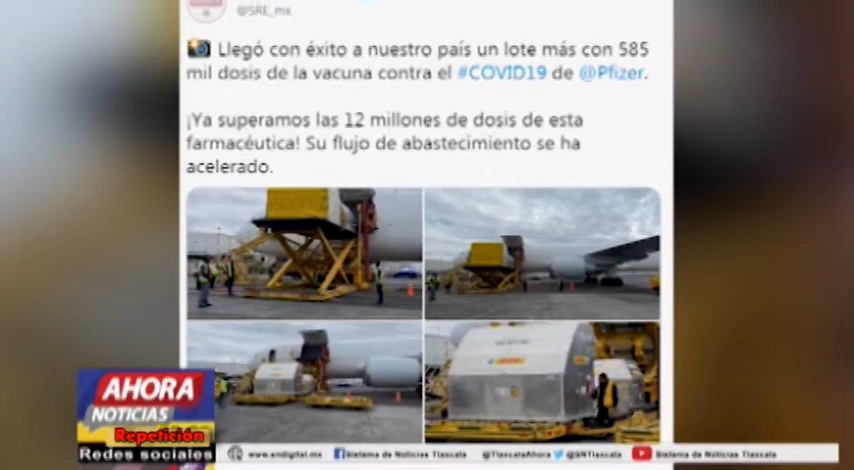 @SRE_mx
Llegó con éxito a nuestro país un lote más con 585
mil dosis de la vacuna contra el #COVID19 de @Pfizer.
¡Ya superamos las 12 millones de dosis de esta
farmacéutica! Su flujo de abastecimiento se ha
acelerado.
AHORA
NOTICIAS
Repetición
Redes sociales
www.sndigital.mx
Sistema de Noticias Tlaxcala
@TlaxcalaAhora
@SNTlaxcala
Sistema de Noticias Tlaxcala